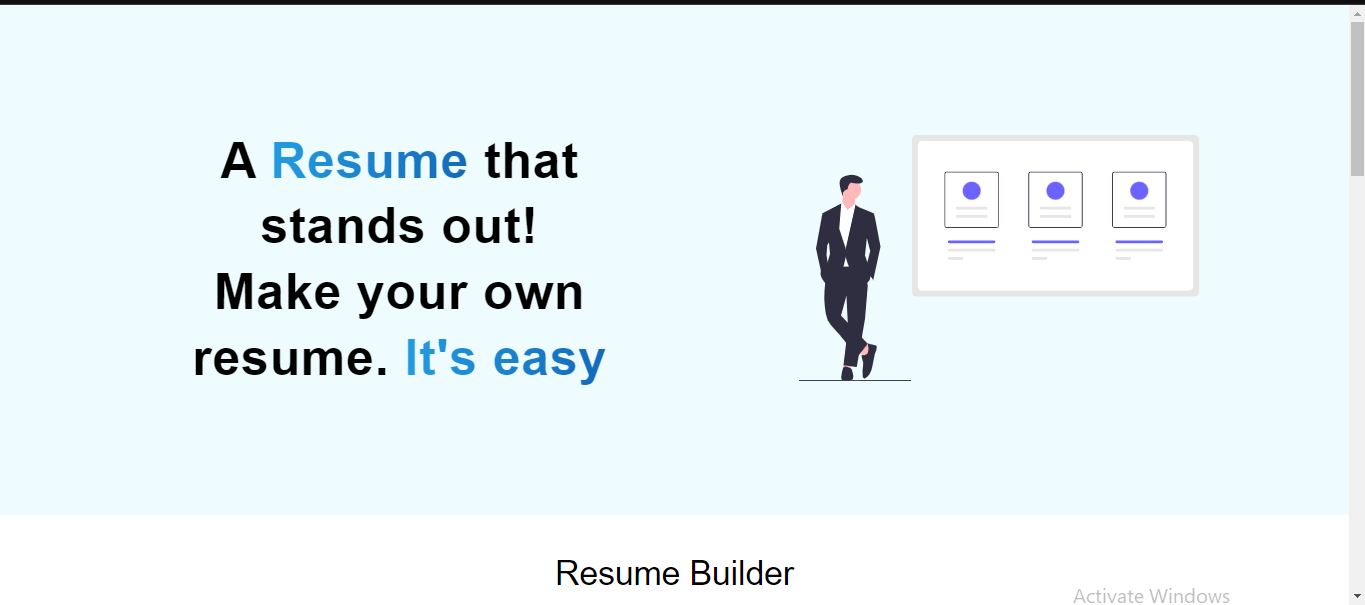 A Resume that
stands out!
Make your own
resume. It's easy
Resume Builder
Activate Windows